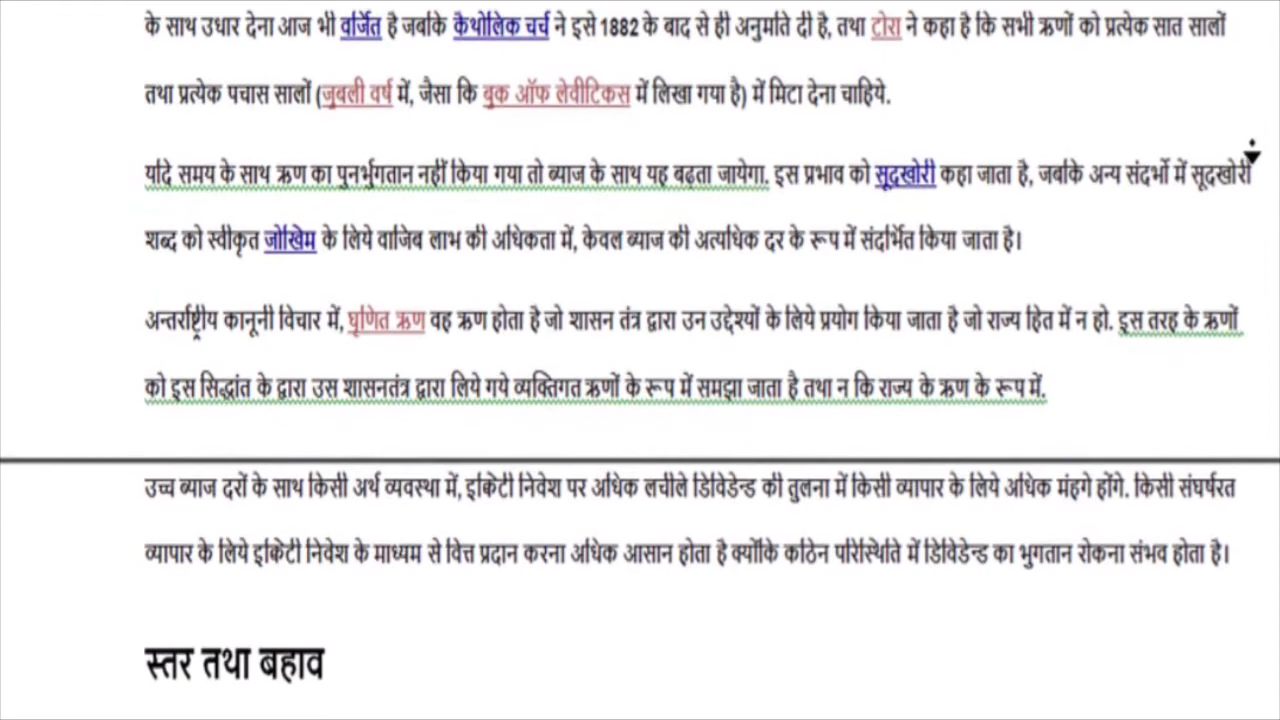 के साथ उधार देना आज भी वर्जित है जबकि कैथोलिक चर्च ने इसे 1882 के बाद से ही अनुमति दी है, तथा टोरा ने कहा है कि सभी ऋणों को प्रत्येक सात सालों
तथा प्रत्येक पचास सालों (जुबली वर्ष में, जैसा कि बुक ऑफ लेवीटिकस में लिखा गया है) में मिटा देना चाहिये.
यदि समय के साथ ऋण का पुनर्भुगतान नहीं किया गया तो ब्याज के साथ यह बढ़ता जायेगा. इस प्रभाव को सूदखोरी कहा जाता है, जबकि अन्य संदर्भो में सूदखोरी
शब्द को स्वीकृत जोखिम के लिये वाजिब लाभ की अधिकता में, केवल ब्याज की अत्यधिक दर के रूप में संदर्भित किया जाता है।
अन्तर्राष्ट्रीय कानूनी विचार में, घृणित ऋण वह ऋण होता है जो शासन तंत्र द्वारा उन उद्देश्यों के लिये प्रयोग किया जाता है जो राज्य हित में न हो. इस तरह के ऋणों
को इस सिद्धांत के द्वारा उस शासनतंत्र द्वारा लिये गये व्यक्तिगत ऋणों के रूप में समझा जाता है तथा न कि राज्य के ऋण के रूप में.
उच्च ब्याज दरों के साथ किसी अर्थ व्यवस्था में, इक्विटी निवेश पर अधिक लचीले डिविडेन्ड की तुलना में किसी व्यापार के लिये अधिक मंहगे होंगे. किसी संघर्षरत
व्यापार के लिये इक्विटी निवेश के माध्यम से वित्त प्रदान करना अधिक आसान होता है क्योंकि कठिन परिस्थिति में डिविडेन्ड का भुगतान रोकना संभव होता है।
स्तर तथा बहाव